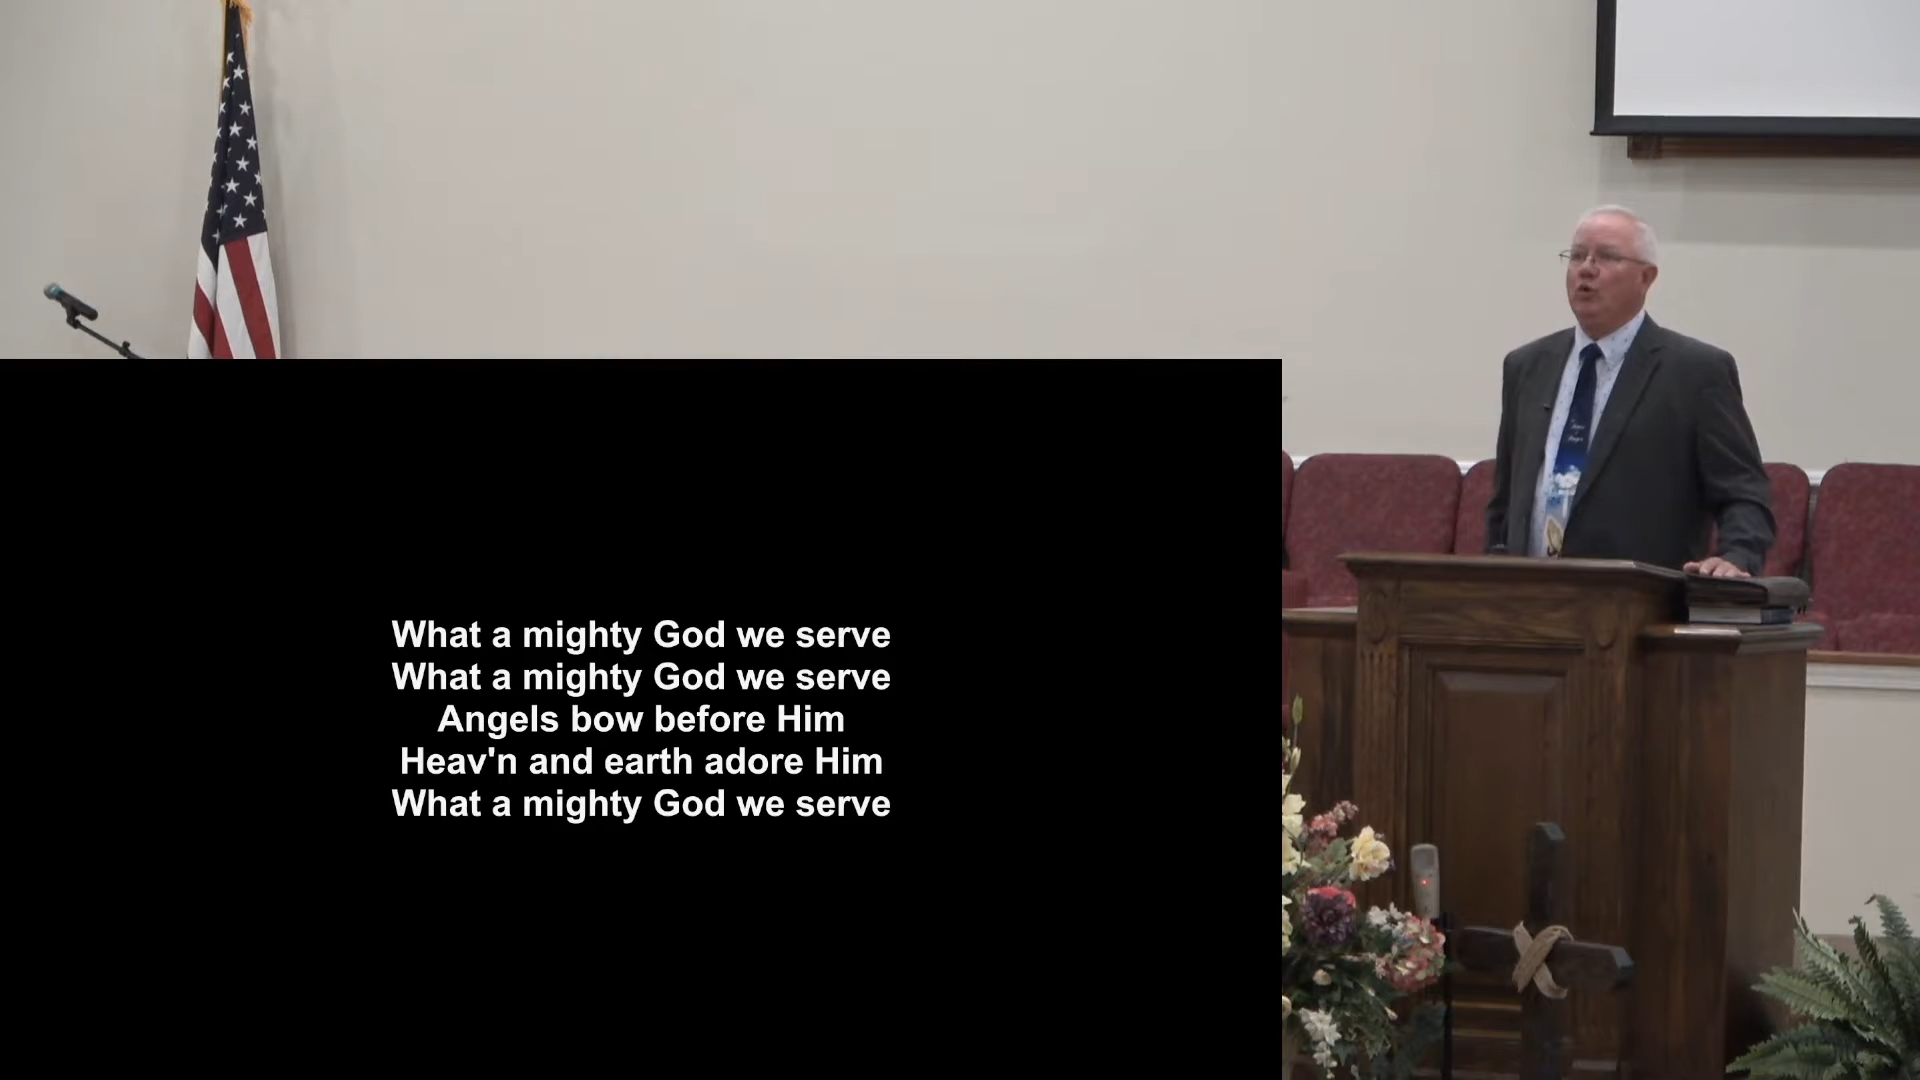 What a mighty God we serve
What a mighty God we serve
Angels bow before Him
Heav'n and earth adore Him
What a mighty God we serve